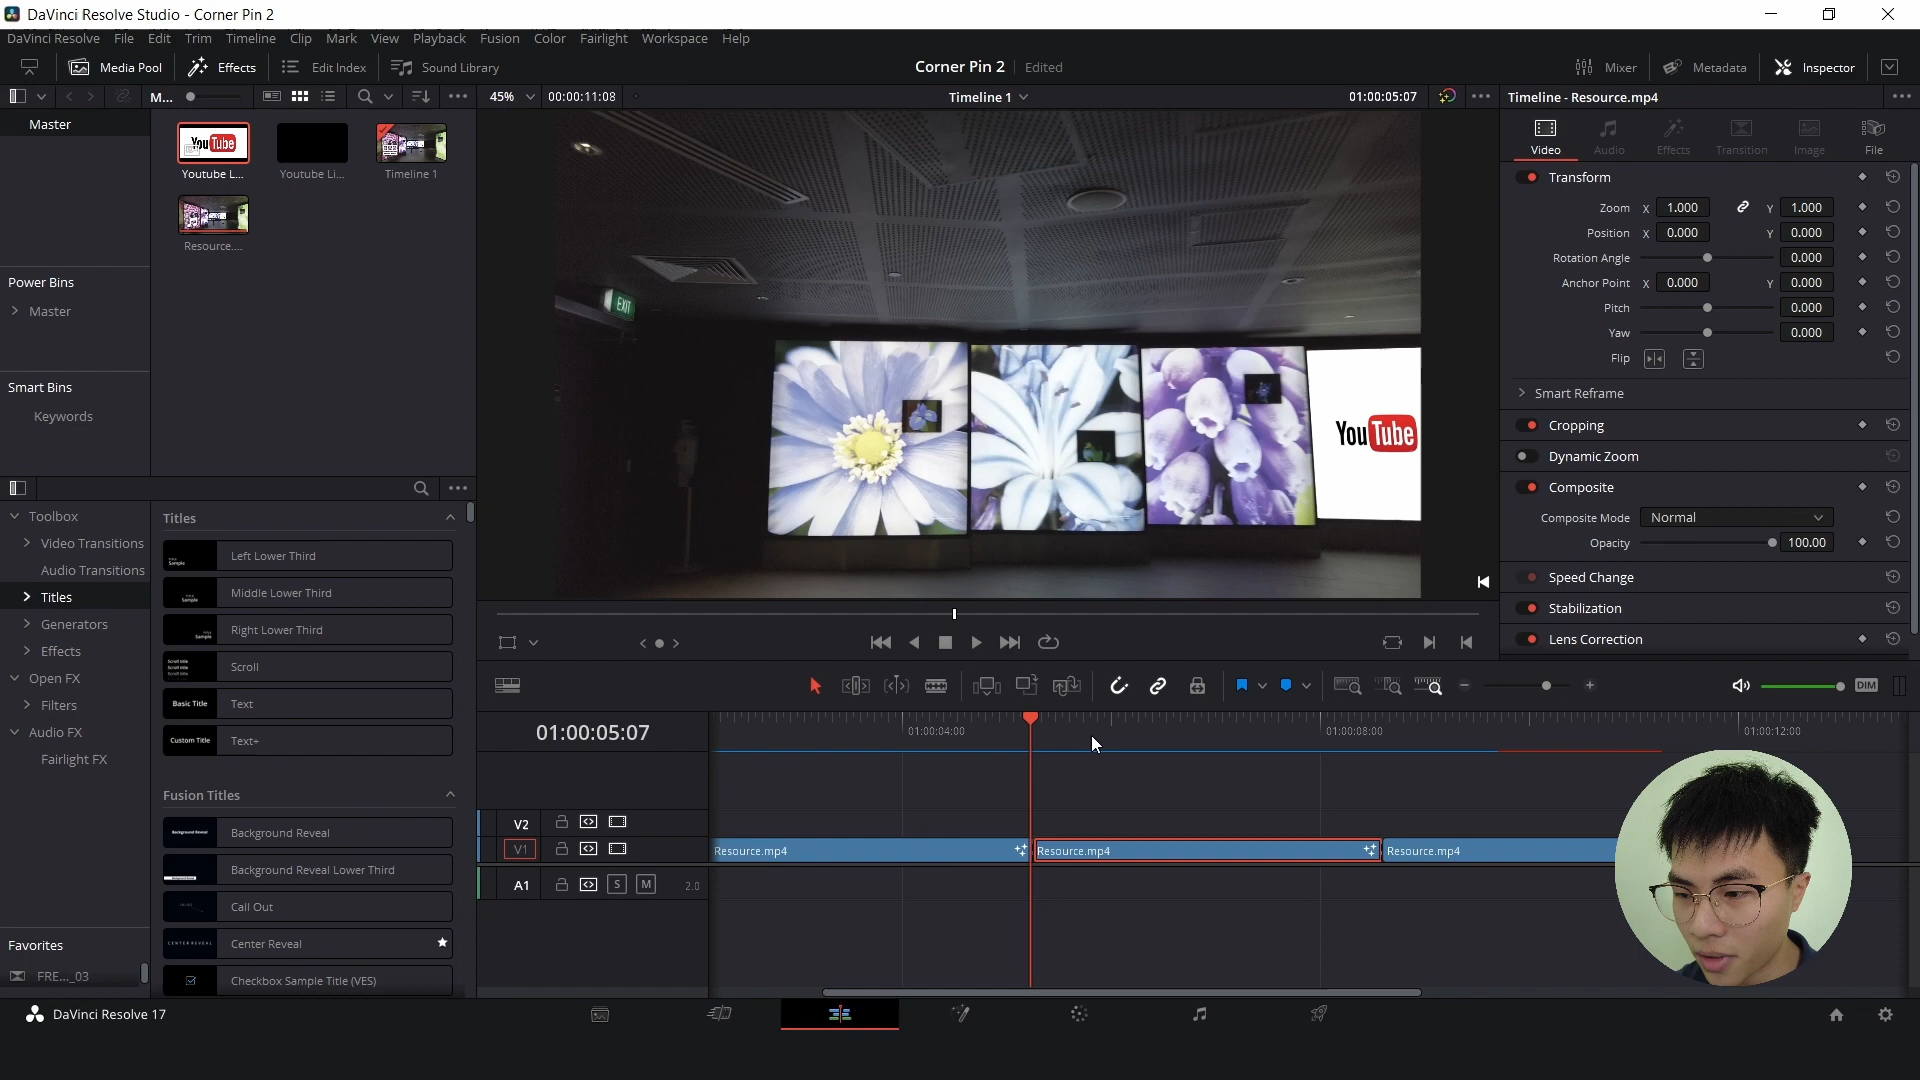 DaVinci Resolve Studio - Corner Pin 2
DaVinci Resolve File Edit Trim Timeline Clip Mark View Playback Fusion Color Fairlight Workspace Help
Media Pool Effects Edit Index Sound Library Corner Pin 2 Edited Mixer Metadata Inspector
M... 45% 00:00:11:08 Timeline 1 01:00:05:07 Timeline - Resource.mp4
Master
YouTube
Youtube L... Youtube Li... Timeline 1
Resource....
Power Bins
Master
Smart Bins
Keywords
EXIT
YouTube
Video Audio Effects Transition Image File
Transform
Zoom X 1.000 Y 1.000
Position X 0.000 Y 0.000
Rotation Angle 0.000
Anchor Point X 0.000 Y 0.000
Pitch 0.000
Yaw 0.000
Flip
Smart Reframe
Cropping
Dynamic Zoom
Composite
Composite Mode Normal
Opacity 100.00
Speed Change
Stabilization
Lens Correction
Toolbox
Video Transitions
Audio Transitions
Titles
Generators
Effects
Open FX
Filters
Audio FX
Fairlight FX
Favorites
FRE..._03
Titles
Left Lower Third
Middle Lower Third
Right Lower Third
Scroll
Basic Title Text
Custom Title Text+
Fusion Titles
Background Reveal Background Reveal
Background Reveal Lower Third
Call Out
CENTER REVEAL Center Reveal
Checkbox Sample Title (VES)
DIM
01:00:05:07 01:00:04:00 01:00:08:00 01:00:12:00
V2
V1 Resource.mp4 Resource.mp4 Resource.mp4
A1 S M 2.0
DaVinci Resolve 17